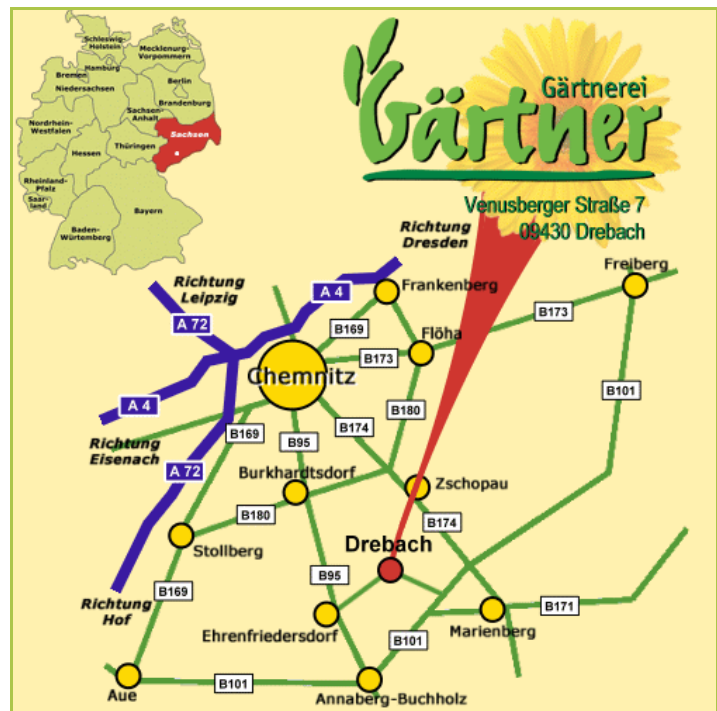 Schleswig-
Holstein
Mecklenburg-
Vorpommern
Hamburg
Bremen
Niedersachsen
Berlin
Brandenburg
Sachsen-
Anhalt
Nordrhein-
Westfalen
Sachsen
Hessen
Thüringen
Rheinland-
Pfalz
Saar-
land
Bayern
Baden-
Würtemberg
Gärtnerei
Gärtner
Venusberger Straße 7
09430 Drebach
Richtung
Dresden
Richtung
Leipzig
A 4
Frankenberg
Freiberg
A 72
B169
B173
Flöha
B173
Chemnitz
B101
A 4
B180
B169
B95
B174
Richtung
Eisenach
A 72
Burkhardtsdorf
Zschopau
B180
B174
Stollberg
Drebach
B95
B169
Richtung
Hof
B171
Ehrenfriedersdorf
Marienberg
B101
Aue
B101
Annaberg-Buchholz